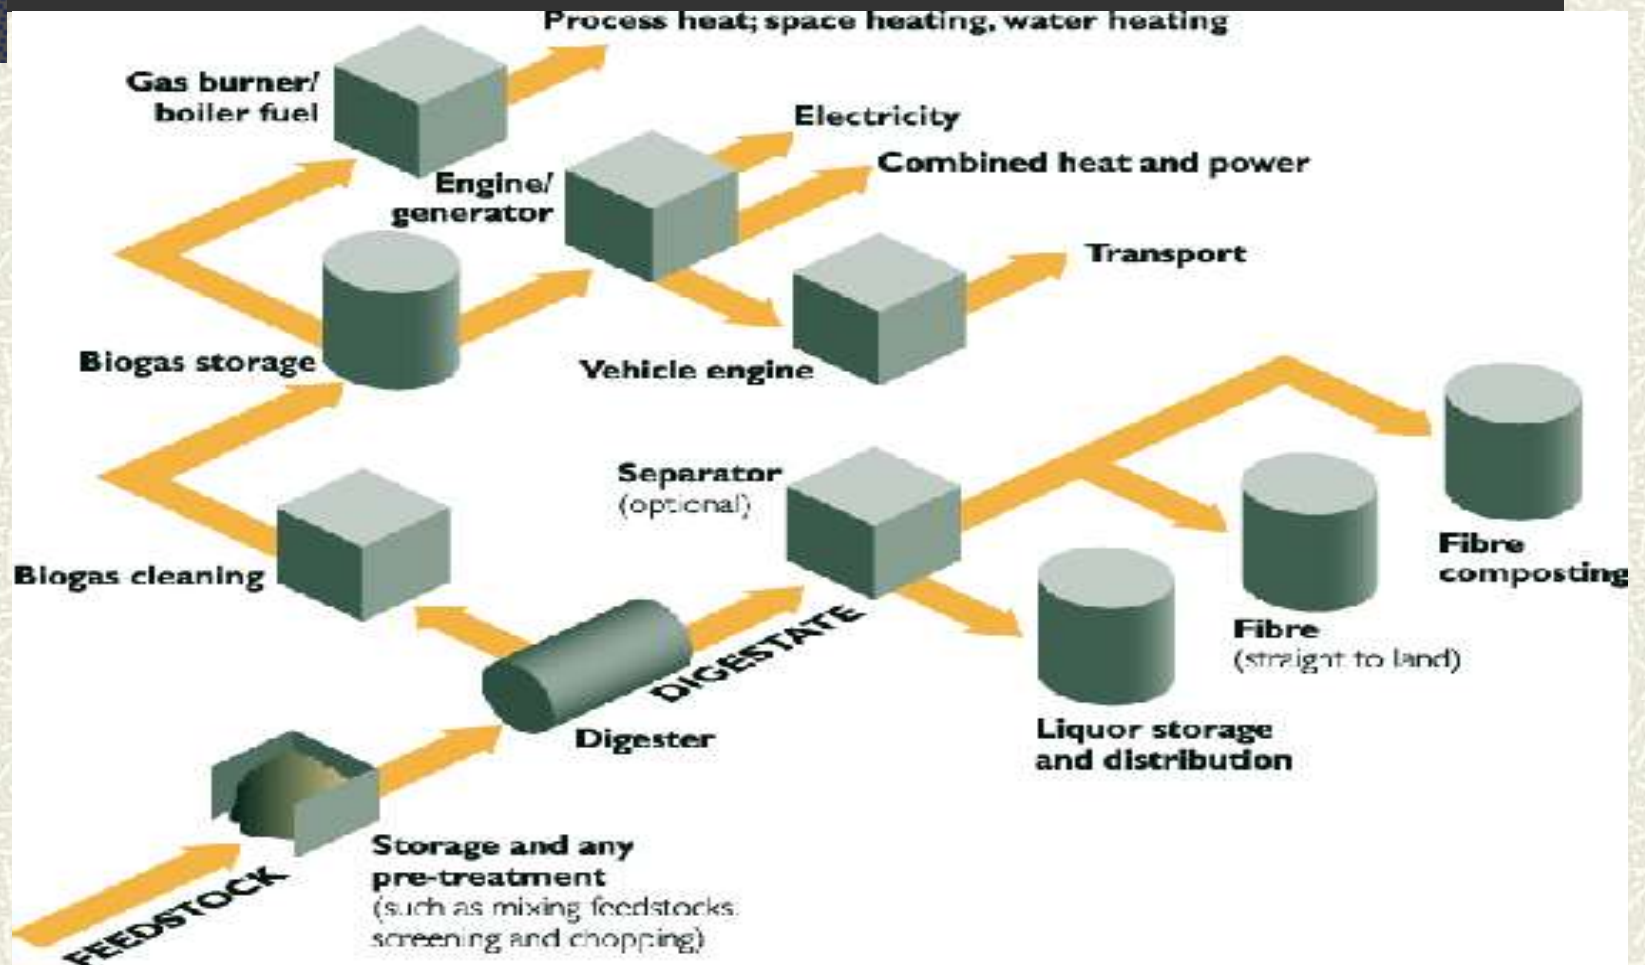 Process heat; space heating, water heating
Gas burner/
boiler fuel
Electricity
Combined heat and power
Engine/
generator
Transport
Biogas storage
Vehicle engine
Separator
(optional)
Fibre
composting
Biogas cleaning
DIGESTATE
Fibre
(straight to land)
Digester
Liquor storage
and distribution
FEEDSTOCK
Storage and any
pre-treatment
(such as mixing feedstocks,
screening and chopping)